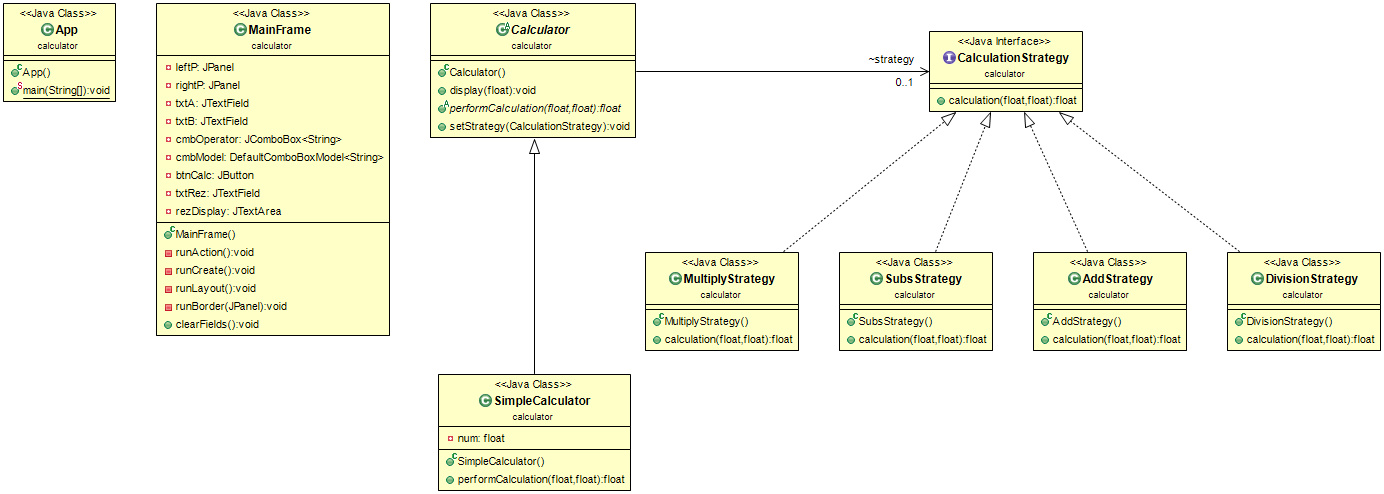 <<Java Class>>
App
calculator
App()
main(String[]):void
<<Java Class>>
MainFrame
calculator
leftP: JPanel
rightP: JPanel
txtA: JTextField
txtB: JTextField
cmbOperator: JComboBox<String>
cmbModel: DefaultComboBoxModel<String>
btnCalc: JButton
txtRez: JTextField
rezDisplay: JTextArea
MainFrame()
runAction():void
runCreate():void
runLayout():void
runBorder(JPanel):void
clearFields():void
<<Java Class>>
Calculator
calculator
Calculator()
display(float):void
performCalculation(float,float):float
setStrategy(CalculationStrategy):void
~strategy
0..1
<<Java Interface>>
CalculationStrategy
calculator
calculation(float,float):float
<<Java Class>>
MultiplyStrategy
calculator
MultiplyStrategy()
calculation(float,float):float
<<Java Class>>
SubsStrategy
calculator
SubsStrategy()
calculation(float,float):float
<<Java Class>>
AddStrategy
calculator
AddStrategy()
calculation(float,float):float
<<Java Class>>
DivisionStrategy
calculator
DivisionStrategy()
calculation(float,float):float
<<Java Class>>
SimpleCalculator
calculator
num: float
SimpleCalculator()
performCalculation(float,float):float